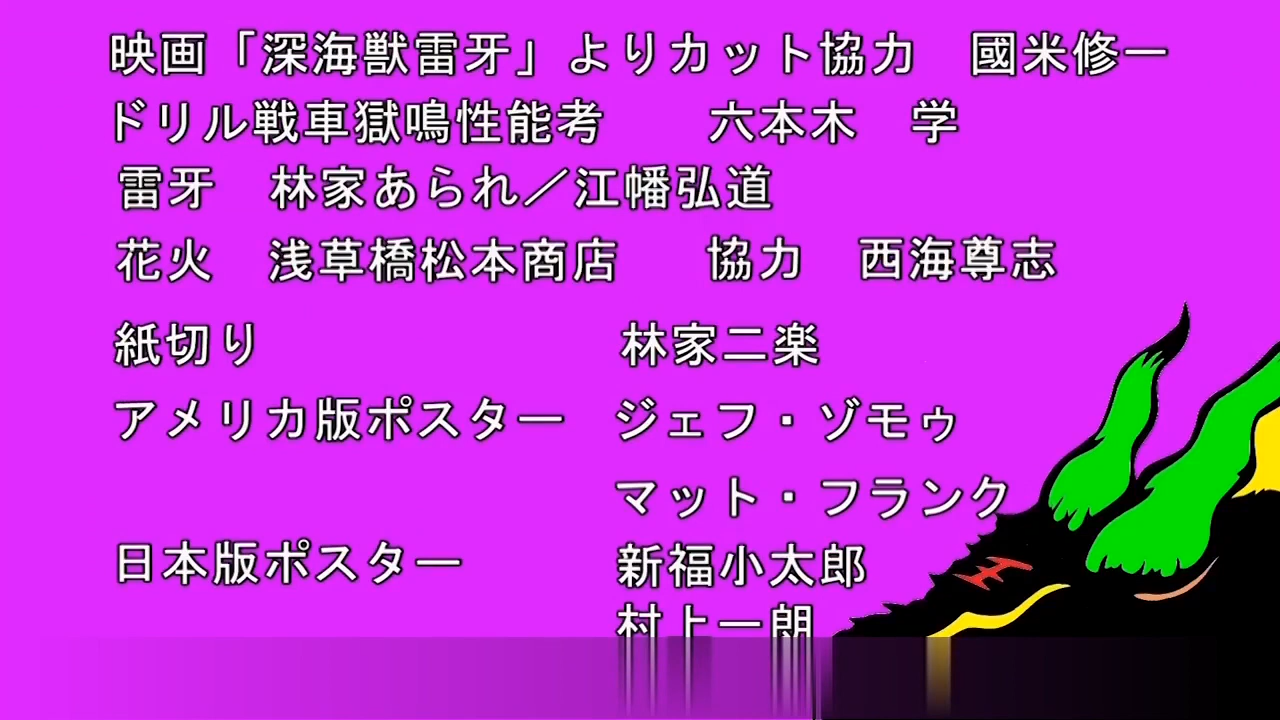 映画「深海獣雷牙」よりカット協力　國米修一
ドリル戦車獄鳴性能考　　六本木　学
雷牙　林家あられ／江幡弘道
花火　浅草橋松本商店　　協力　西海尊志
紙切り　林家二楽
アメリカ版ポスター　ジェフ・ゾモゥ
マット・フランク
日本版ポスター　新福小太郎
村上一朗